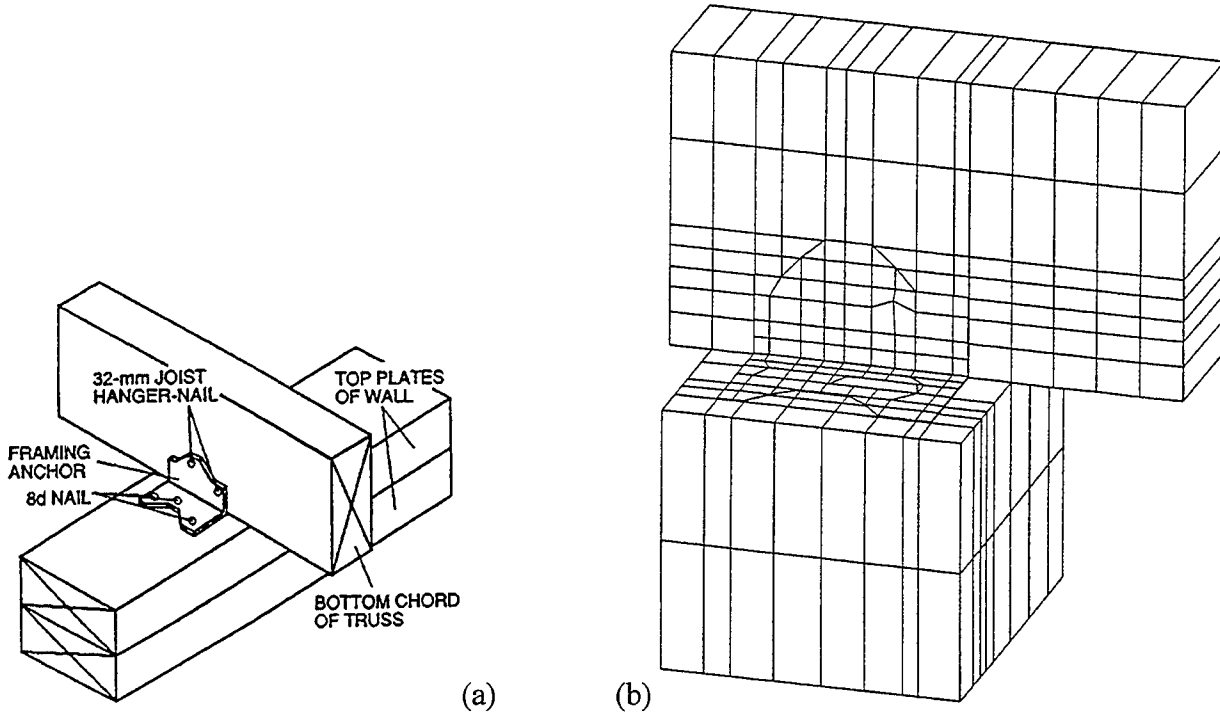 32-mm JOIST
HANGER-NAIL
TOP PLATES
OF WALL
FRAMING
ANCHOR
8d NAIL
BOTTOM CHORD
OF TRUSS
(a)
(b)